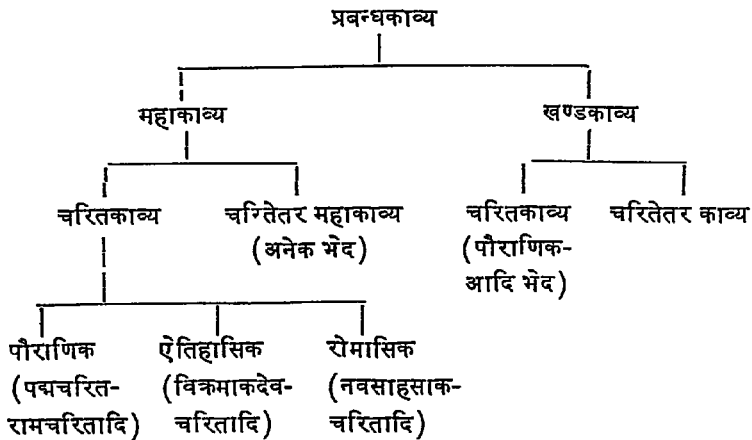 प्रबन्धकाव्य
महाकाव्य खण्डकाव्य
चरितकाव्य चरितेतर महाकाव्य चरितकाव्य चरितेतर काव्य
(अनेक भेद) (पौराणिक-
आदि भेद)
पौराणिक ऐतिहासिक रोमासिक
(पद्मचरित- (विक्रमाकदेव- (नवसाहसाक-
रामचरितादि) चरितादि) चरितादि)